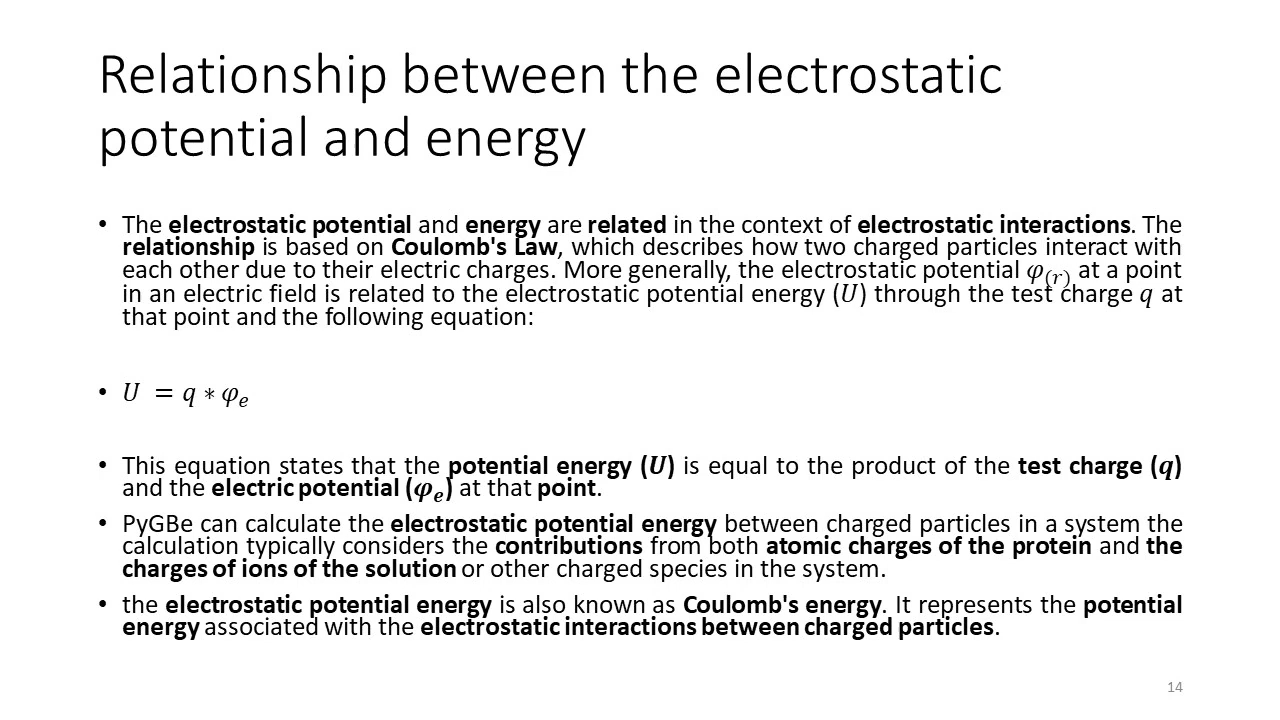 Relationship between the electrostatic
potential and energy
• The electrostatic potential and energy are related in the context of electrostatic interactions. The
relationship is based on Coulomb's Law, which describes how two charged particles interact with
each other due to their electric charges. More generally, the electrostatic potential 𝜑₍𝑟₎ at a point
in an electric field is related to the electrostatic potential energy (𝑈) through the test charge 𝑞 at
that point and the following equation:
• 𝑈 = 𝑞 ∗ 𝜑ₑ
• This equation states that the potential energy (𝑼) is equal to the product of the test charge (𝒒)
and the electric potential (𝝋ₑ) at that point.
• PyGBe can calculate the electrostatic potential energy between charged particles in a system the
calculation typically considers the contributions from both atomic charges of the protein and the
charges of ions of the solution or other charged species in the system.
• the electrostatic potential energy is also known as Coulomb's energy. It represents the potential
energy associated with the electrostatic interactions between charged particles.
14